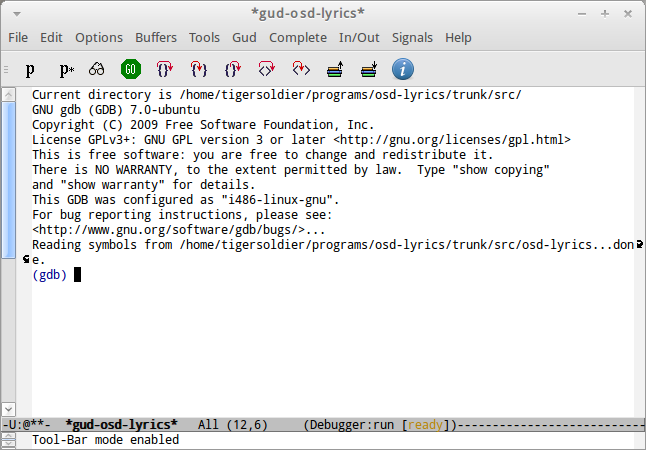 *gud-osd-lyrics*
File Edit Options Buffers Tools Gud Complete In/Out Signals Help
p p* GO {} {} {} <> <> i
Current directory is /home/tigersoldier/programs/osd-lyrics/trunk/src/
GNU gdb (GDB) 7.0-ubuntu
Copyright (C) 2009 Free Software Foundation, Inc.
License GPLv3+: GNU GPL version 3 or later <http://gnu.org/licenses/gpl.html>
This is free software: you are free to change and redistribute it.
There is NO WARRANTY, to the extent permitted by law.  Type "show copying"
and "show warranty" for details.
This GDB was configured as "i486-linux-gnu".
For bug reporting instructions, please see:
<http://www.gnu.org/software/gdb/bugs/>...
Reading symbols from /home/tigersoldier/programs/osd-lyrics/trunk/src/osd-lyrics...don
e.
(gdb)
-U:@**-  *gud-osd-lyrics*   All (12,6)     (Debugger:run [ready])--------------------------
Tool-Bar mode enabled